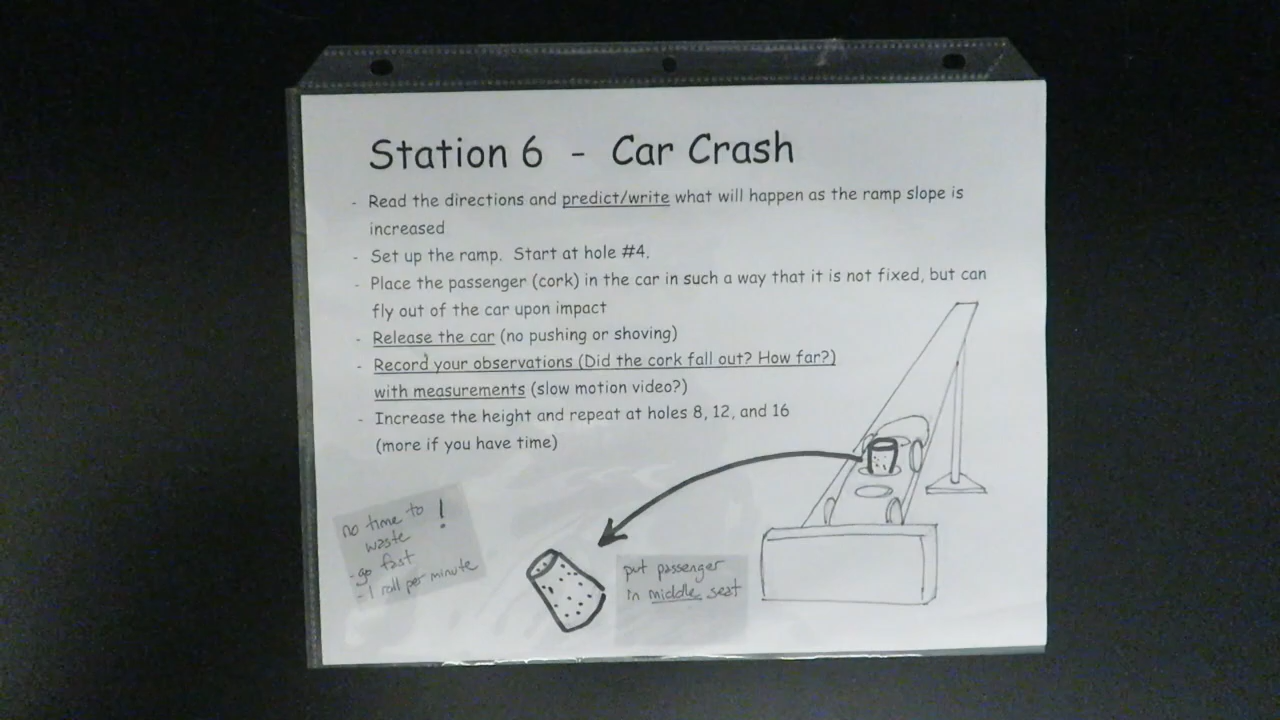 Station 6 - Car Crash
- Read the directions and predict/write what will happen as the ramp slope is
increased
- Set up the ramp. Start at hole #4.
- Place the passenger (cork) in the car in such a way that it is not fixed, but can
fly out of the car upon impact
- Release the car (no pushing or shoving)
- Record your observations (Did the cork fall out? How far?)
with measurements (slow motion video?)
- Increase the height and repeat at holes 8, 12, and 16
(more if you have time)
no time to !
waste
- go fast
- 1 roll per minute
put passenger
in middle seat